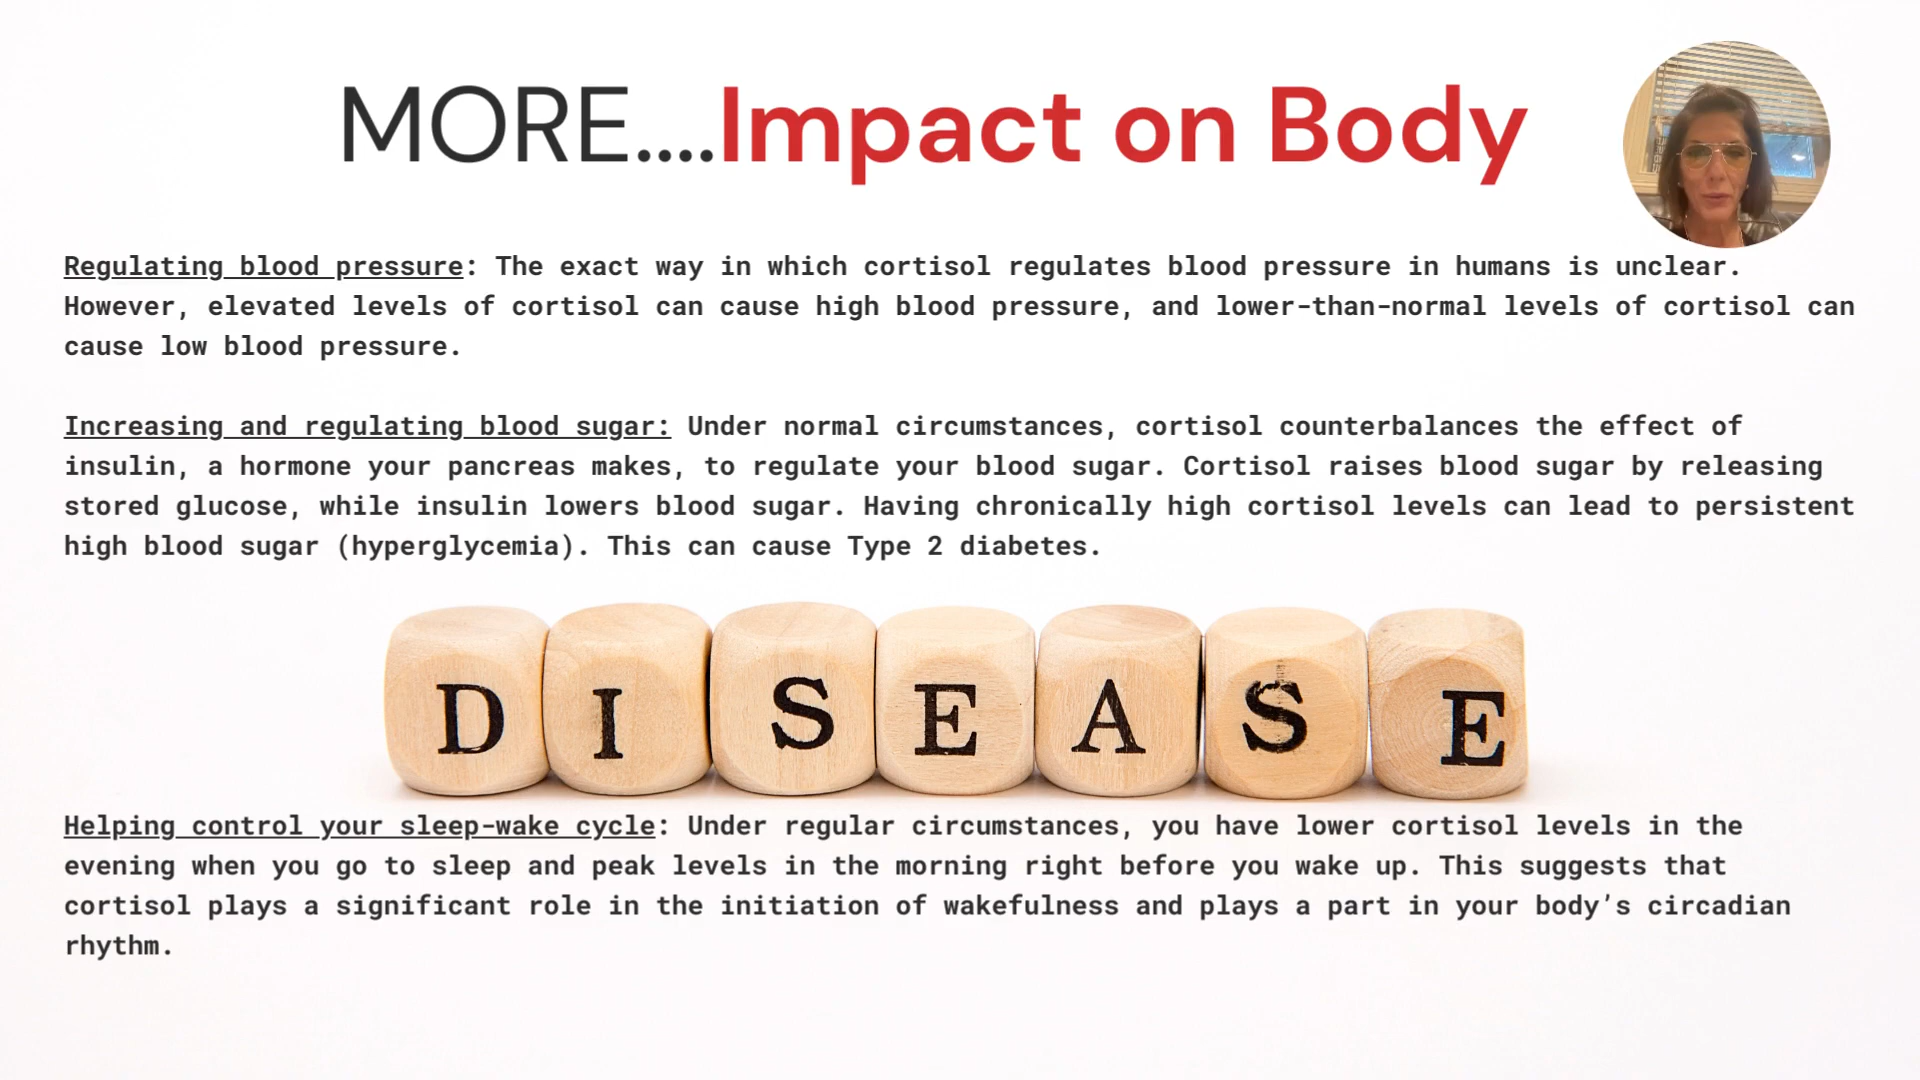 MORE....Impact on Body
Regulating blood pressure: The exact way in which cortisol regulates blood pressure in humans is unclear.
However, elevated levels of cortisol can cause high blood pressure, and lower-than-normal levels of cortisol can
cause low blood pressure.
Increasing and regulating blood sugar: Under normal circumstances, cortisol counterbalances the effect of
insulin, a hormone your pancreas makes, to regulate your blood sugar. Cortisol raises blood sugar by releasing
stored glucose, while insulin lowers blood sugar. Having chronically high cortisol levels can lead to persistent
high blood sugar (hyperglycemia). This can cause Type 2 diabetes.
DISEASE
Helping control your sleep-wake cycle: Under regular circumstances, you have lower cortisol levels in the
evening when you go to sleep and peak levels in the morning right before you wake up. This suggests that
cortisol plays a significant role in the initiation of wakefulness and plays a part in your body’s circadian
rhythm.